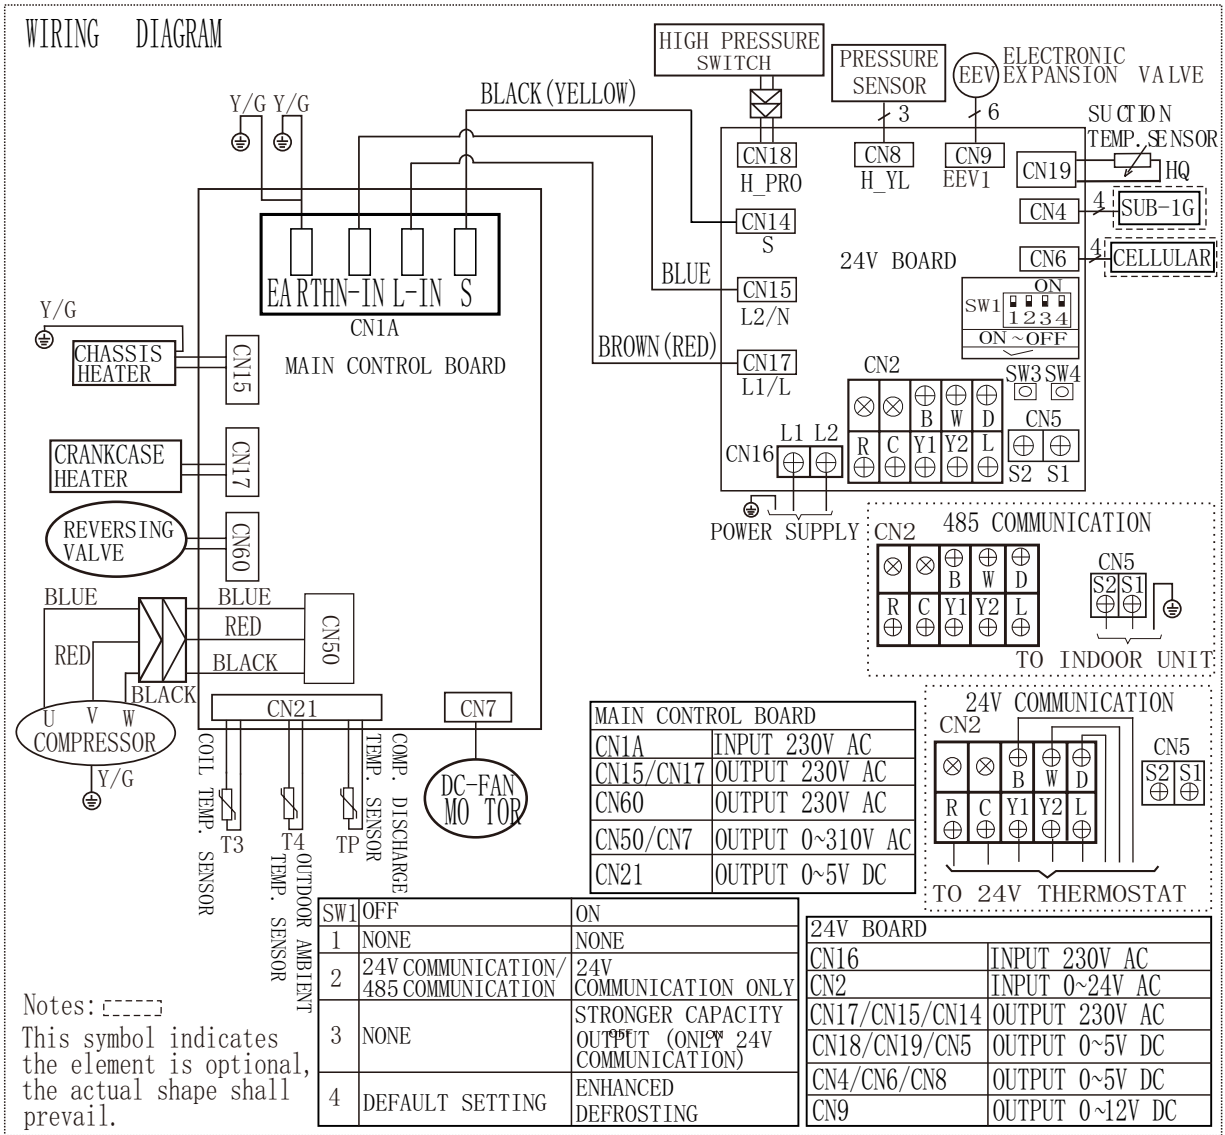 WIRING DIAGRAM
HIGH PRESSURE
SWITCH
PRESSURE
SENSOR
EEV
ELECTRONIC
EXPANSION VALVE
SUCTION
TEMP. SENSOR
HQ
BLACK(YELLOW)
Y/G Y/G
3
6
CN18
H_PRO
CN8
H_YL
CN9
EEV1
CN19
CN4
4
SUB-1G
CN6
4
CELLULAR
CN14
S
24V BOARD
BLUE
CN15
L2/N
BROWN(RED)
CN17
L1/L
SW1
ON
1234
ON~OFF
SW3 SW4
CN2
B W D
R C Y1 Y2 L
CN5
S2 S1
CN16
L1 L2
POWER SUPPLY
EARTH N-IN L-IN S
CN1A
MAIN CONTROL BOARD
Y/G
CHASSIS
HEATER
CN15
CRANKCASE
HEATER
CN17
REVERSING
VALVE
CN60
BLUE
BLUE
RED
RED
BLACK
BLACK
CN50
U V W
COMPRESSOR
Y/G
CN21
CN7
COIL TEMP. SENSOR
T3
T4
OUTDOOR AMBIENT
TEMP. SENSOR
TP
COMP. DISCHARGE
TEMP. SENSOR
DC-FAN
MO TOR
485 COMMUNICATION
CN2
B W D
R C Y1 Y2 L
CN5
S2 S1
TO INDOOR UNIT
24V COMMUNICATION
CN2
B W D
R C Y1 Y2 L
CN5
S2 S1
TO 24V THERMOSTAT
MAIN CONTROL BOARD
CN1A INPUT 230V AC
CN15/CN17 OUTPUT 230V AC
CN60 OUTPUT 230V AC
CN50/CN7 OUTPUT 0~310V AC
CN21 OUTPUT 0~5V DC
SW1 OFF ON
1 NONE NONE
2 24V COMMUNICATION/ 24V
485 COMMUNICATION COMMUNICATION ONLY
3 NONE STRONGER CAPACITY
OUTPUT (ONLY 24V
OFF ON
COMMUNICATION)
4 DEFAULT SETTING ENHANCED
DEFROSTING
24V BOARD
CN16 INPUT 230V AC
CN2 INPUT 0~24V AC
CN17/CN15/CN14 OUTPUT 230V AC
CN18/CN19/CN5 OUTPUT 0~5V DC
CN4/CN6/CN8 OUTPUT 0~5V DC
CN9 OUTPUT 0~12V DC
Notes:
This symbol indicates
the element is optional,
the actual shape shall
prevail.